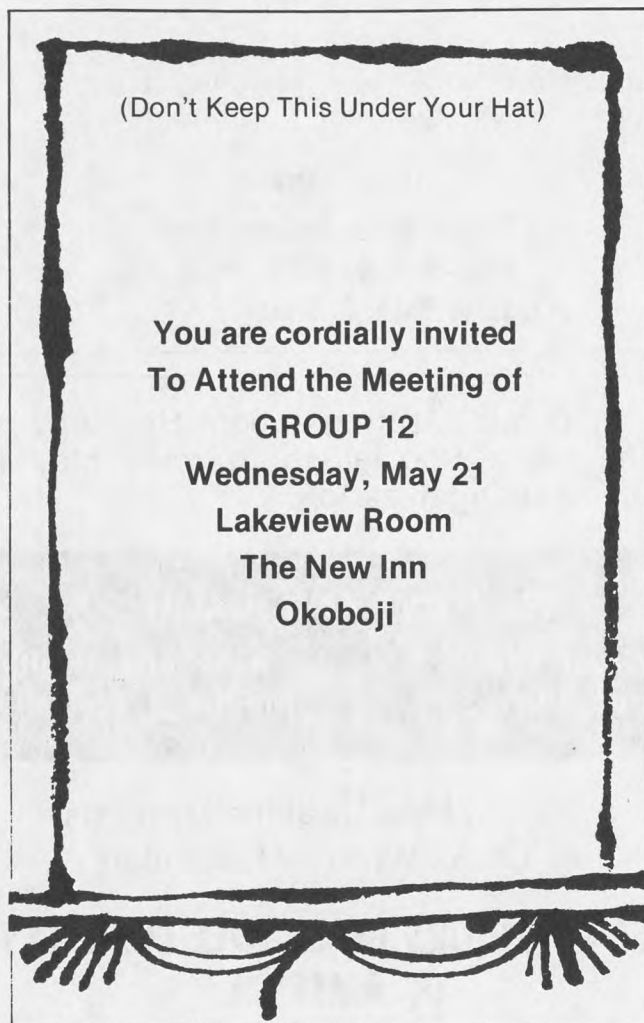 (Don't Keep This Under Your Hat)
You are cordially invited
To Attend the Meeting of
GROUP 12
Wednesday, May 21
Lakeview Room
The New Inn
Okoboji